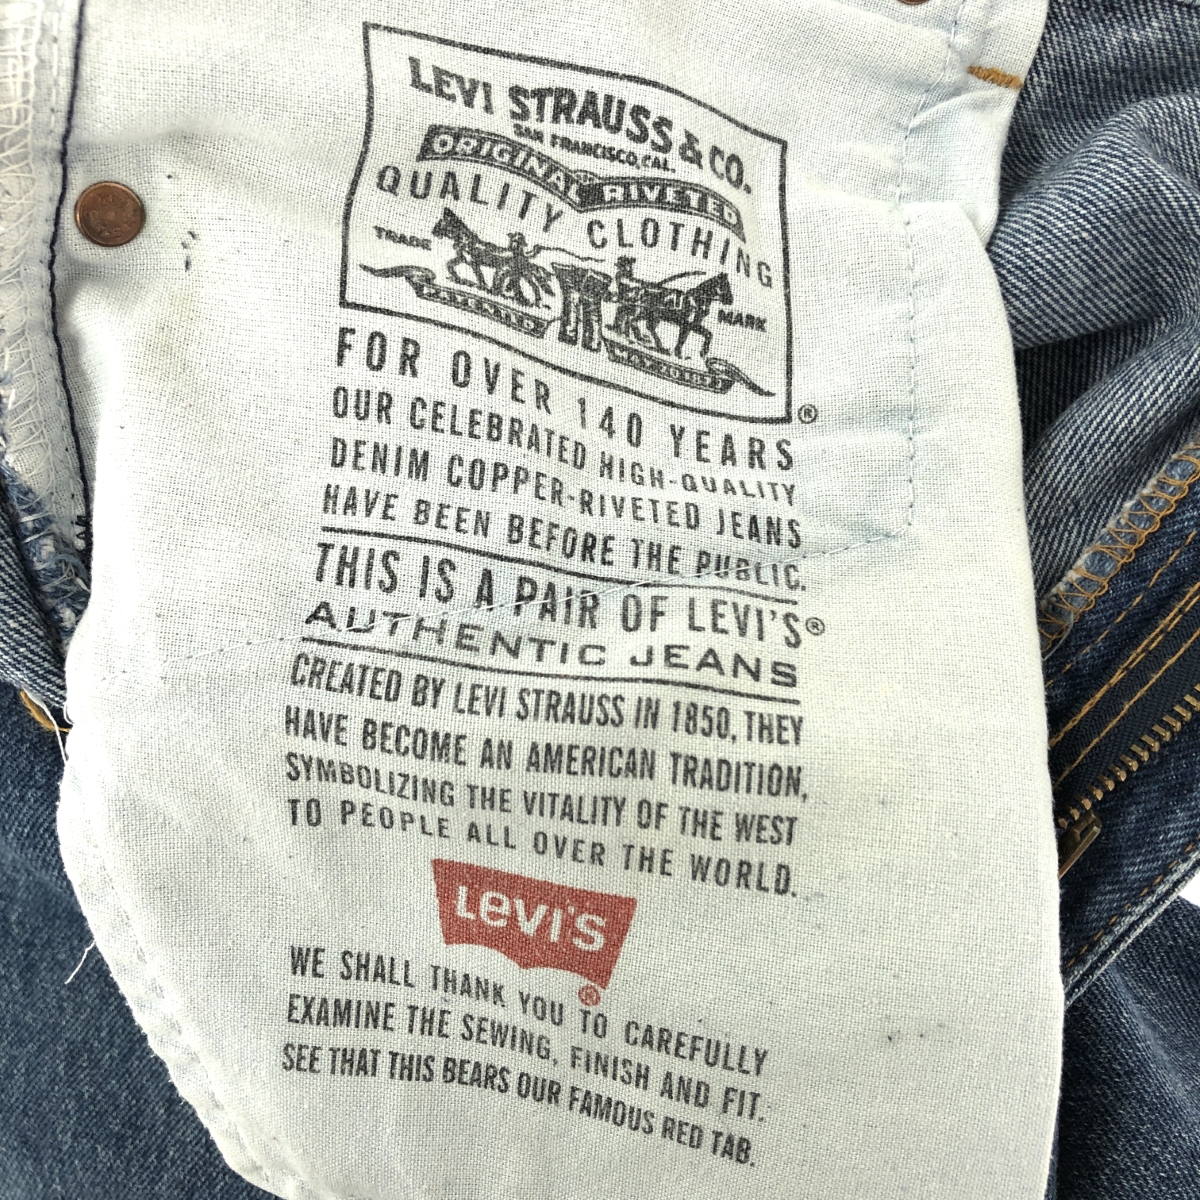 LEVI STRAUSS & CO.
SAN FRANCISCO, CAL.
ORIGINAL RIVETED
QUALITY CLOTHING
TRADE MARK
PATENTED
MAY 20 1873
®
FOR OVER 140 YEARS
OUR CELEBRATED HIGH-QUALITY
DENIM COPPER-RIVETED JEANS
HAVE BEEN BEFORE THE PUBLIC.
THIS IS A PAIR OF LEVI'S®
AUTHENTIC JEANS
CREATED BY LEVI STRAUSS IN 1850, THEY
HAVE BECOME AN AMERICAN TRADITION,
SYMBOLIZING THE VITALITY OF THE WEST
TO PEOPLE ALL OVER THE WORLD.
LEVI'S
®
WE SHALL THANK YOU TO CAREFULLY
EXAMINE THE SEWING, FINISH AND FIT.
SEE THAT THIS BEARS OUR FAMOUS RED TAB.